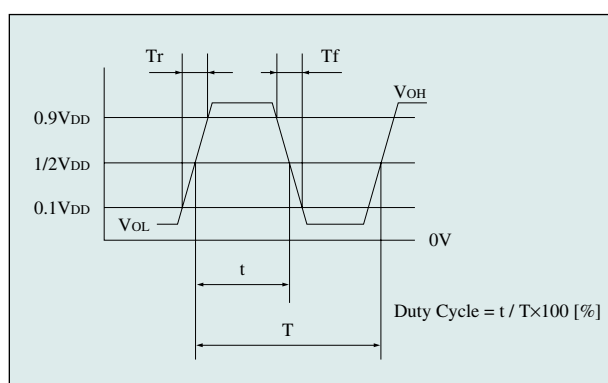 Tr
Tf
VOH
0.9VDD
1/2VDD
0.1VDD
VOL
0V
t
Duty Cycle = t / T×100 [%]
T